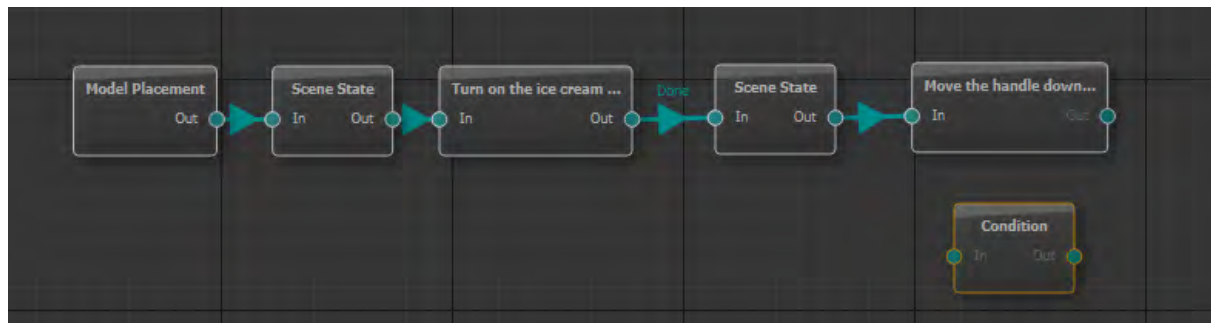 Model Placement
Out
Scene State
In Out
Turn on the ice cream ...
In Out
Done
Scene State
In Out
Move the handle down...
In Out
Condition
In Out